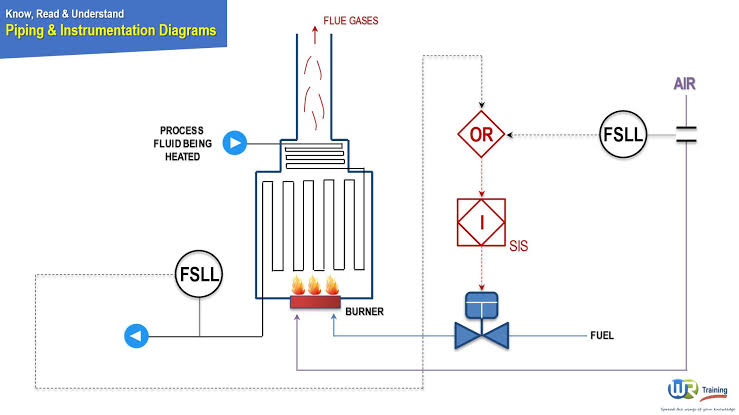 Know, Read & Understand
Piping & Instrumentation Diagrams
FLUE GASES
AIR
PROCESS
FLUID BEING
HEATED
OR
FSLL
I
SIS
FSLL
BURNER
FUEL
WR Training
Spread the wings of your knowledge